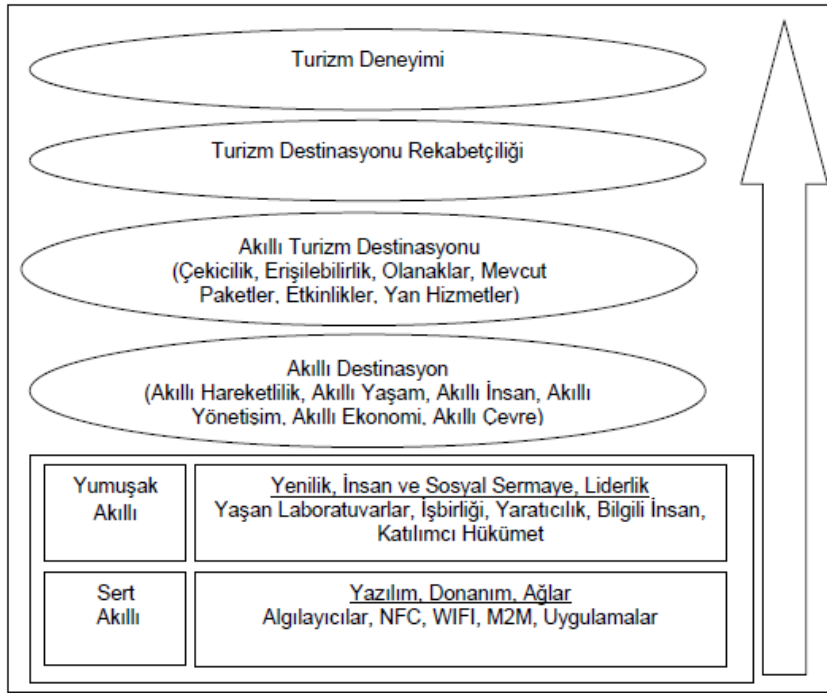 Turizm Deneyimi
Turizm Destinasyonu Rekabetçiliği
Akıllı Turizm Destinasyonu
(Çekicilik, Erişilebilirlik, Olanaklar, Mevcut
Paketler, Etkinlikler, Yan Hizmetler)
Akıllı Destinasyon
(Akıllı Hareketlilik, Akıllı Yaşam, Akıllı İnsan, Akıllı
Yönetişim, Akıllı Ekonomi, Akıllı Çevre)
Yumuşak
Akıllı
Yenilik, İnsan ve Sosyal Sermaye, Liderlik
Yaşan Laboratuvarlar, İşbirliği, Yaratıcılık, Bilgili İnsan,
Katılımcı Hükümet
Sert
Akıllı
Yazılım, Donanım, Ağlar
Algılayıcılar, NFC, WIFI, M2M, Uygulamalar